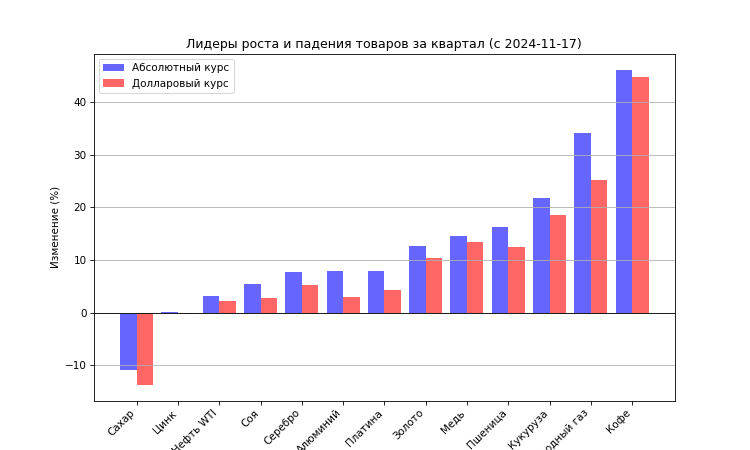 Лидеры роста и падения товаров за квартал (с 2024-11-17)
Абсолютный курс
Долларовый курс
Изменение (%)
40
30
20
10
0
−10
Сахар
Цинк
Нефть WTI
Соя
Серебро
Алюминий
Платина
Золото
Медь
Пшеница
Кукуруза
одный газ
Кофе